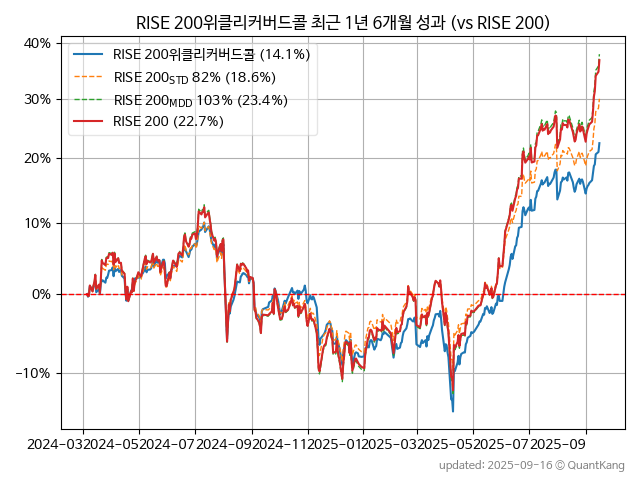 RISE 200위클리커버드콜 최근 1년 6개월 성과 (vs RISE 200)
40%
30%
20%
10%
0%
−10%
RISE 200위클리커버드콜 (14.1%)
RISE 200STD 82% (18.6%)
RISE 200MDD 103% (23.4%)
RISE 200 (22.7%)
2024-03 2024-05 2024-07 2024-09 2024-11 2025-01 2025-03 2025-05 2025-07 2025-09
updated: 2025-09-16 © QuantKang